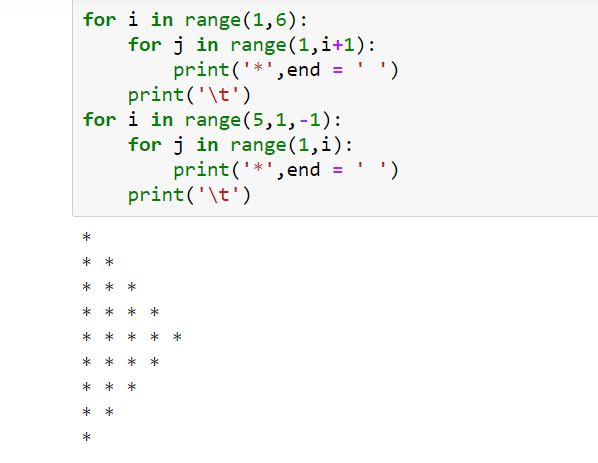 for i in range(1,6):
    for j in range(1,i+1):
        print('*',end = ' ')
    print('\t')
for i in range(5,1,-1):
    for j in range(1,i):
        print('*',end = ' ')
    print('\t')
*
* *
* * *
* * * *
* * * * *
* * * *
* * *
* *
*